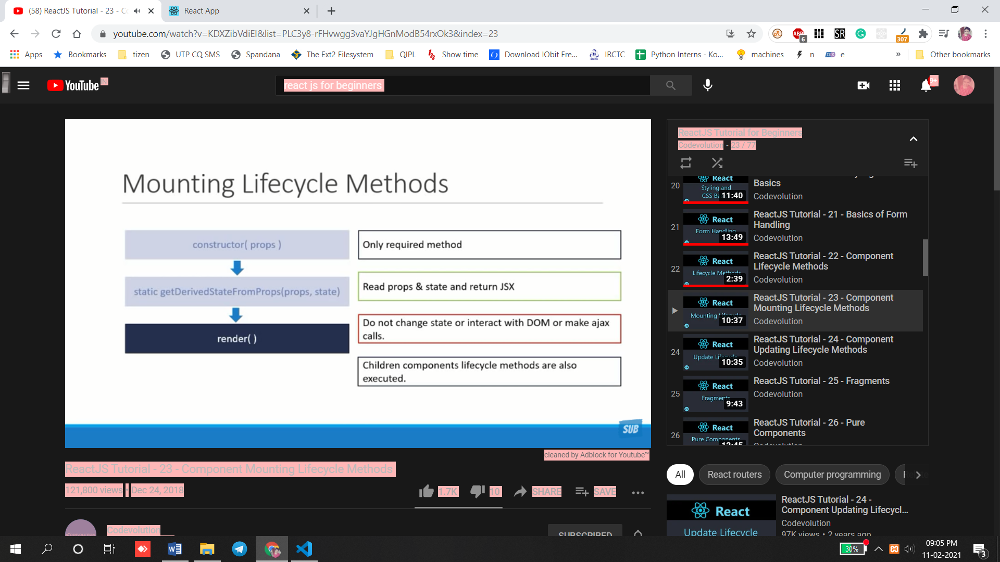 (58) ReactJS Tutorial - 23 - Co
React App
youtube.com/watch?v=KDXZibVdiEI&list=PLC3y8-rFHvwgg3vaYJgHGnModB54rxOk3&index=23
ABP
6
SR
307
Apps
Bookmarks
tizen
UTP CQ SMS
Spandana
The Ext2 Filesystem
QIPL
Show time
Download IObit Fre...
IRCTC
Python Interns - Ko...
machines
n
e
»
Other bookmarks
YouTube IN
react js for beginners
9+
Mounting Lifecycle Methods
constructor( props )
static getDerivedStateFromProps(props, state)
render( )
Only required method
Read props & state and return JSX
Do not change state or interact with DOM or make ajax
calls.
Children components lifecycle methods are also
executed.
SUB
cleaned by Adblock for Youtube™
ReactJS Tutorial - 23 - Component Mounting Lifecycle Methods
121,800 views • Dec 24, 2018
1.7K
10
SHARE
SAVE
Codevolution
SUBSCRIBED
ReactJS Tutorial for Beginners
Codevolution - 23 / 77
20
React
Styling and
CSS Ba
11:40
Basics
Codevolution
21
React
Form Handling
13:49
ReactJS Tutorial - 21 - Basics of Form
Handling
Codevolution
22
React
Lifecycle Methods
2:39
ReactJS Tutorial - 22 - Component
Lifecycle Methods
Codevolution
React
Mounting Lifecycle
10:37
ReactJS Tutorial - 23 - Component
Mounting Lifecycle Methods
Codevolution
24
React
Update Lifecycle
10:35
ReactJS Tutorial - 24 - Component
Updating Lifecycle Methods
Codevolution
25
React
Fragments
9:43
ReactJS Tutorial - 25 - Fragments
Codevolution
26
React
Pure Components
12:45
ReactJS Tutorial - 26 - Pure
Components
Codevolution
All
React routers
Computer programming
React
Update Lifecycle
ReactJS Tutorial - 24 -
Component Updating Lifecycl...
Codevolution
97K views • 2 years ago
30%
09:05 PM
11-02-2021
3